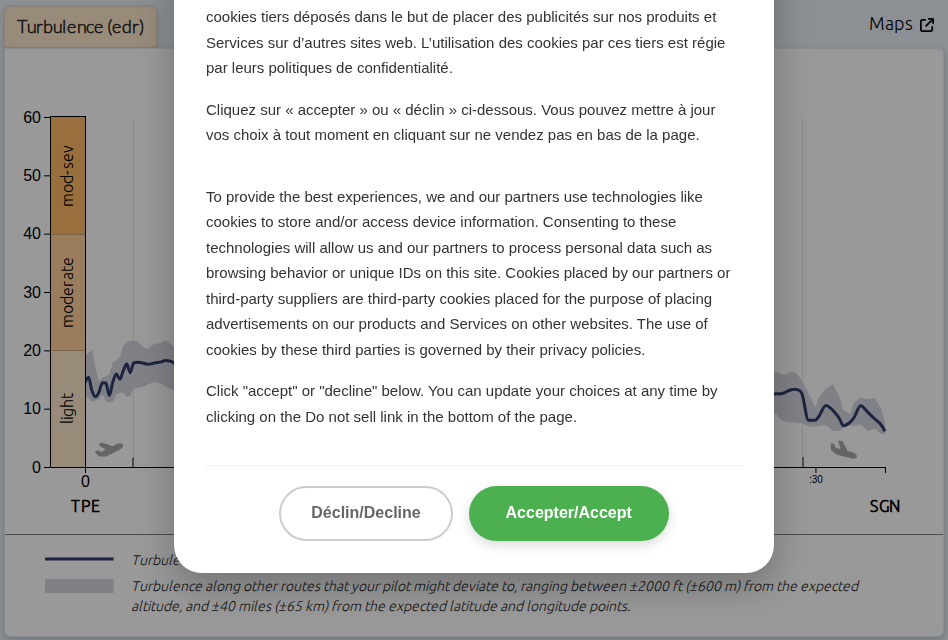 Turbulence (edr)
Maps
cookies tiers déposés dans le but de placer des publicités sur nos produits et
Services sur d’autres sites web. L’utilisation des cookies par ces tiers est régie
par leurs politiques de confidentialité.
Cliquez sur « accepter » ou « déclin » ci-dessous. Vous pouvez mettre à jour
vos choix à tout moment en cliquant sur ne vendez pas en bas de la page.
To provide the best experiences, we and our partners use technologies like
cookies to store and/or access device information. Consenting to these
technologies will allow us and our partners to process personal data such as
browsing behavior or unique IDs on this site. Cookies placed by our partners or
third-party suppliers are third-party cookies placed for the purpose of placing
advertisements on our products and Services on other websites. The use of
cookies by these third parties is governed by their privacy policies.
Click "accept" or "decline" below. You can update your choices at any time by
clicking on the Do not sell link in the bottom of the page.
Déclin/Decline
Accepter/Accept
60
50
40
30
20
10
0
mod-sev
moderate
light
0
:30
TPE
SGN
Turbule
Turbulence along other routes that your pilot might deviate to, ranging between ±2000 ft (±600 m) from the expected
altitude, and ±40 miles (±65 km) from the expected latitude and longitude points.